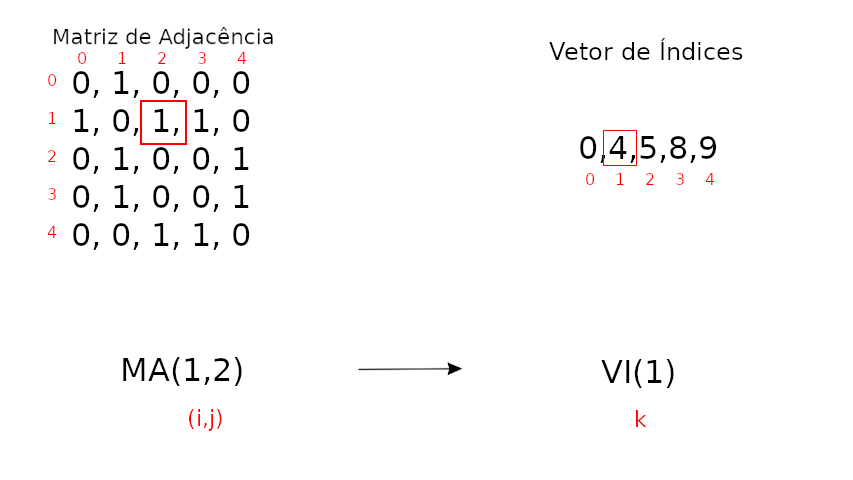 Matriz de Adjacência
0 1 2 3 4
0 0, 1, 0, 0, 0
1 1, 0, 1, 1, 0
2 0, 1, 0, 0, 1
3 0, 1, 0, 0, 1
4 0, 0, 1, 1, 0
Vetor de Índices
0,4,5,8,9
0 1 2 3 4
MA(1,2)
(i,j)
VI(1)
k